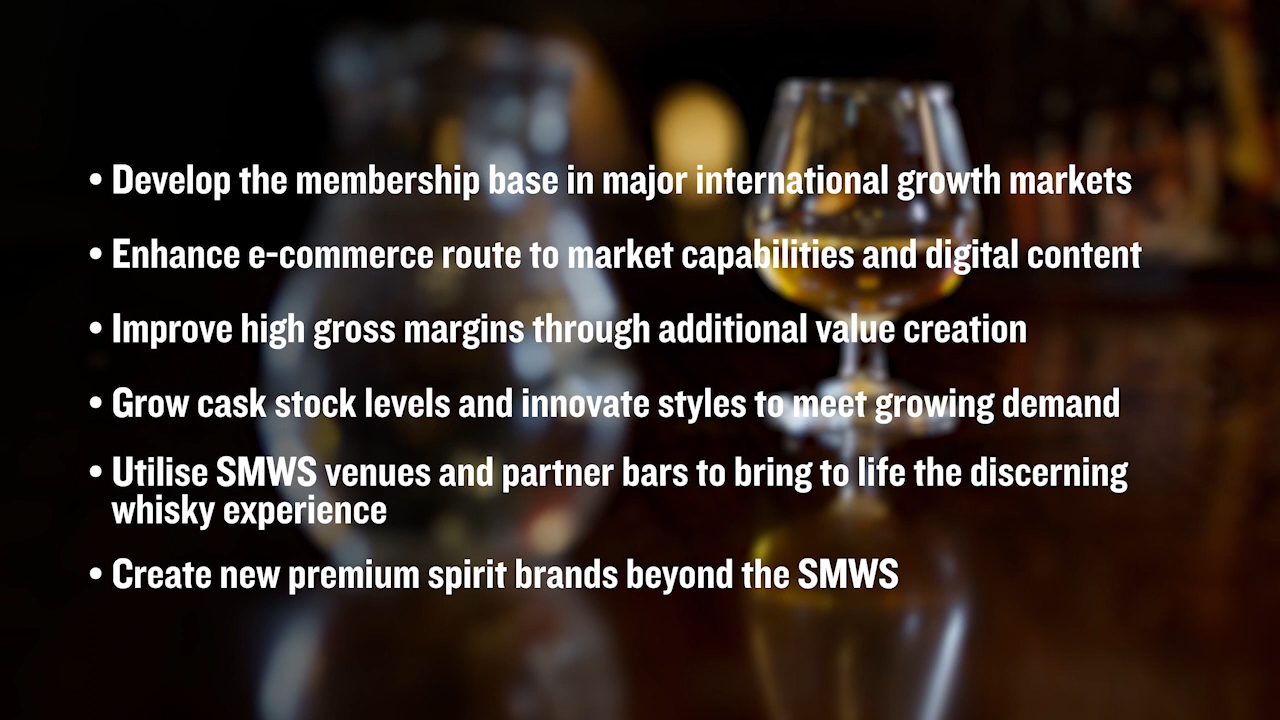 • Develop the membership base in major international growth markets
• Enhance e-commerce route to market capabilities and digital content
• Improve high gross margins through additional value creation
• Grow cask stock levels and innovate styles to meet growing demand
• Utilise SMWS venues and partner bars to bring to life the discerning
whisky experience
• Create new premium spirit brands beyond the SMWS